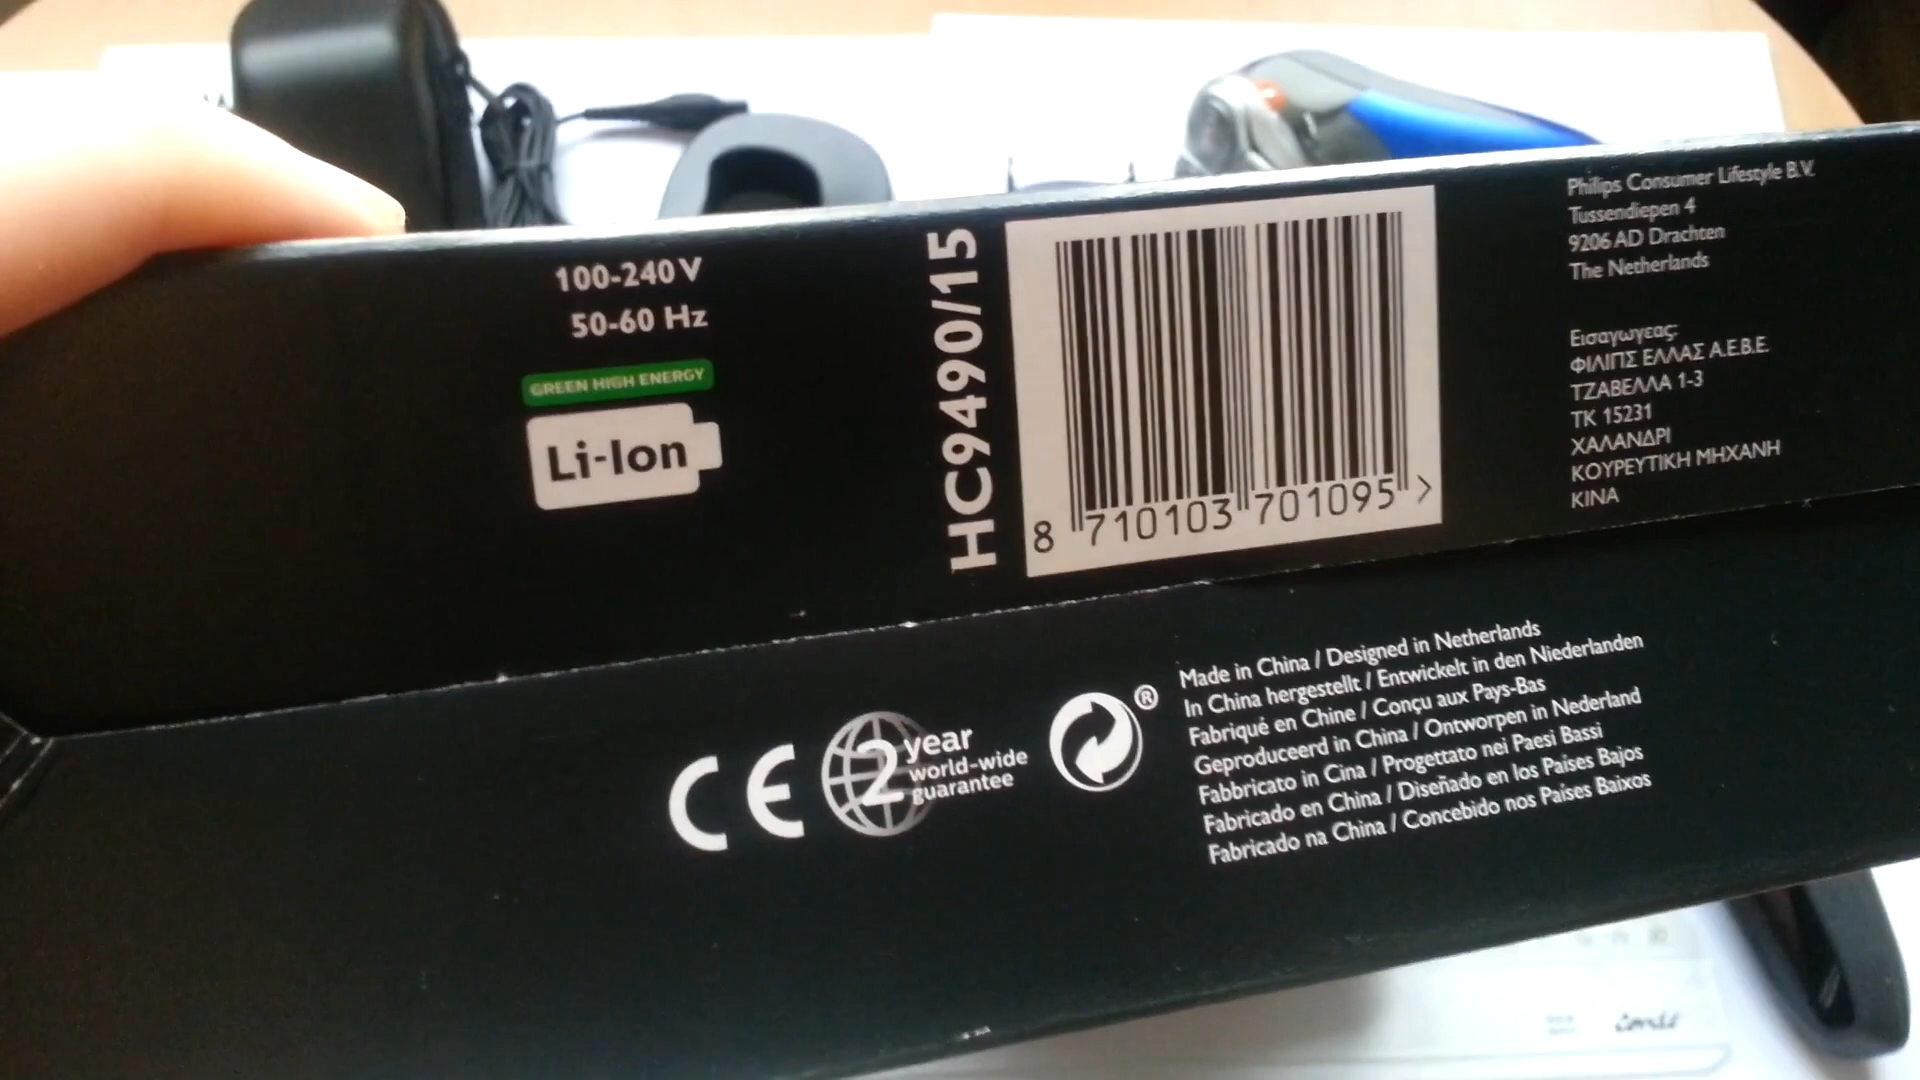 100-240 V
50-60 Hz
GREEN HIGH ENERGY
Li-Ion
HC9490/15
8 710103 701095 >
Philips Consumer Lifestyle B.V.
Tussendiepen 4
9206 AD Drachten
The Netherlands
Εισαγωγεας:
ΦΙΛΙΠΣ ΕΛΛΑΣ Α.Ε.Β.Ε.
ΤΖΑΒΕΛΛΑ 1-3
ΤΚ 15231
ΧΑΛΑΝΔΡΙ
ΚΟΥΡΕΥΤΙΚΗ ΜΗΧΑΝΗ
ΚΙΝΑ
CE
2 year
world-wide
guarantee
®
Made in China / Designed in Netherlands
In China hergestellt / Entwickelt in den Niederlanden
Fabriqué en Chine / Conçu aux Pays-Bas
Geproduceerd in China / Ontworpen in Nederland
Fabbricato in Cina / Progettato nei Paesi Bassi
Fabricado en China / Diseñado en los Países Bajos
Fabricado na China / Concebido nos Países Baixos